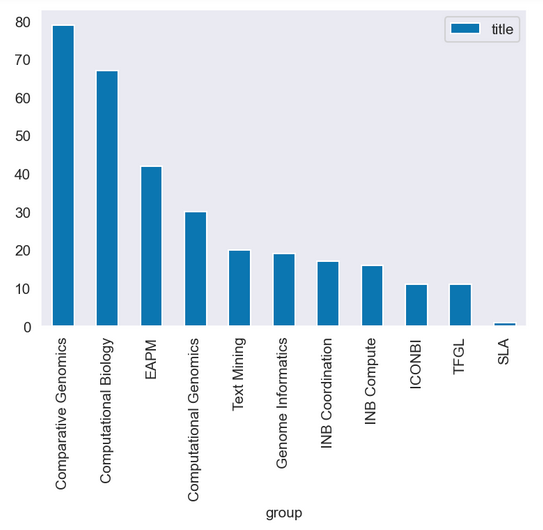 80
70
60
50
40
30
20
10
0
title
Comparative Genomics
Computational Biology
EAPM
Computational Genomics
Text Mining
Genome Informatics
INB Coordination
INB Compute
ICONBI
TFGL
SLA
group